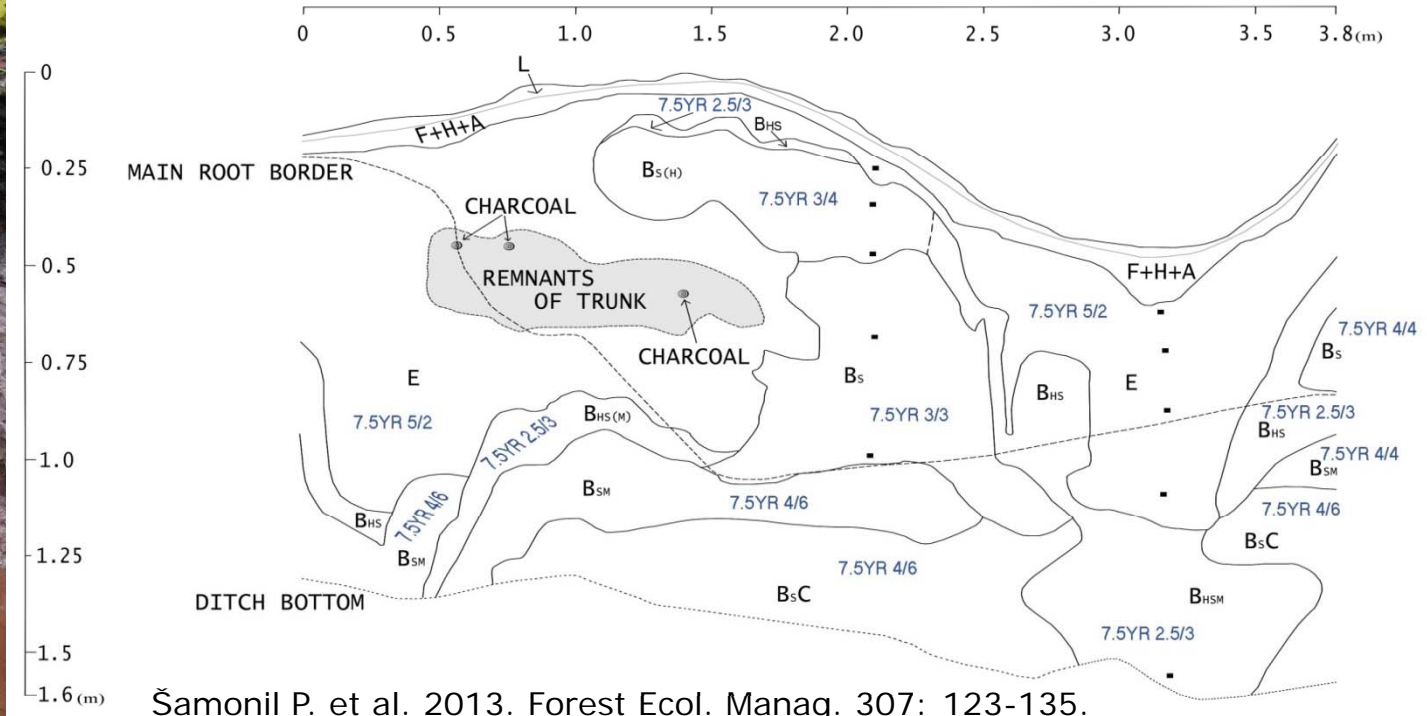 0 0.5 1.0 1.5 2.0 2.5 3.0 3.5 3.8(m)
0
L
7.5YR 2.5/3
F+H+A
BHS
0.25
MAIN ROOT BORDER
BS(H)
7.5YR 3/4
CHARCOAL
0.5
REMNANTS
OF TRUNK
F+H+A
7.5YR 5/2
7.5YR 4/4
CHARCOAL
BS
0.75
E
BS
BHS
E
7.5YR 5/2
BHS(M)
7.5YR 3/3
7.5YR 2.5/3
BHS
7.5YR 2.5/3
1.0
7.5YR 4/4
BSM
BSM
7.5YR 4/6
7.5YR 4/6
BHS
7.5YR 4/6
BSM
1.25
BSC
7.5YR 4/6
DITCH BOTTOM
BSC
BHSM
7.5YR 2.5/3
1.5
1.6 (m)
Šamonil P. et al. 2013. Forest Ecol. Manag. 307: 123-135.